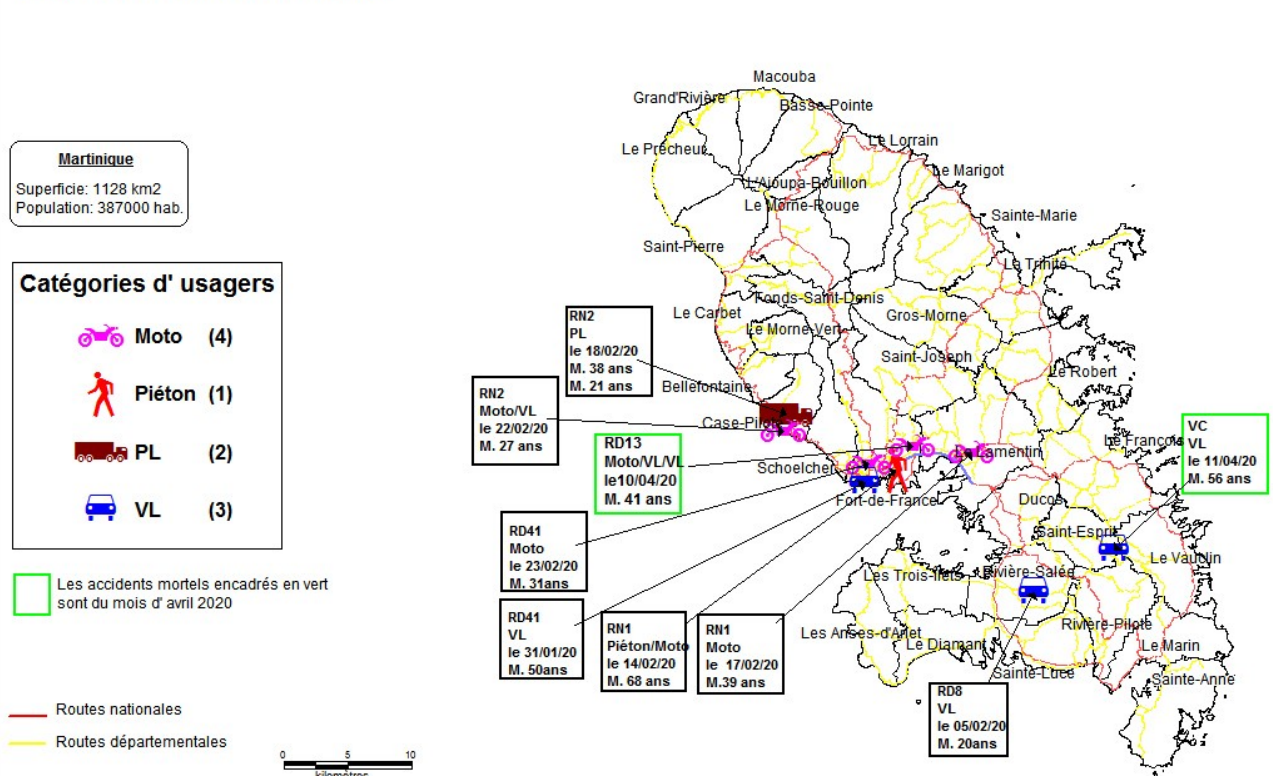 Martinique
Superficie: 1128 km2
Population: 387000 hab.
Catégories d' usagers
Moto (4)
Piéton (1)
PL (2)
VL (3)
Les accidents mortels encadrés en vert
sont du mois d' avril 2020
Routes nationales
Routes départementales
0 5 10
kilomètres
Macouba
Grand'Rivière
Basse-Pointe
Le Lorrain
Le Prêcheur
Le Marigot
L'Ajoupa-Bouillon
Le Morne-Rouge
Sainte-Marie
Saint-Pierre
La Trinité
Fonds-Saint-Denis
Le Carbet
Gros-Morne
Le Morne-Vert
Saint-Joseph
Le Robert
Bellefontaine
Case-Pilote
Le François
Le Lamentin
Schoelcher
Fort-de-France
Ducos
Saint-Esprit
Le Vauclin
Les Trois-Ilets
Rivière-Salée
Rivière-Pilote
Les Anses-d'Arlet
Le Diamant
Le Marin
Sainte-Luce
Sainte-Anne
RN2
PL
le 18/02/20
M. 38 ans
M. 21 ans
RN2
Moto/VL
le 22/02/20
M. 27 ans
RD13
Moto/VL/VL
le10/04/20
M. 41 ans
VC
VL
le 11/04/20
M. 56 ans
RD41
Moto
le 23/02/20
M. 31ans
RD41
VL
le 31/01/20
M. 50ans
RN1
Piéton/Moto
le 14/02/20
M. 68 ans
RN1
Moto
le 17/02/20
M.39 ans
RD8
VL
le 05/02/20
M. 20ans